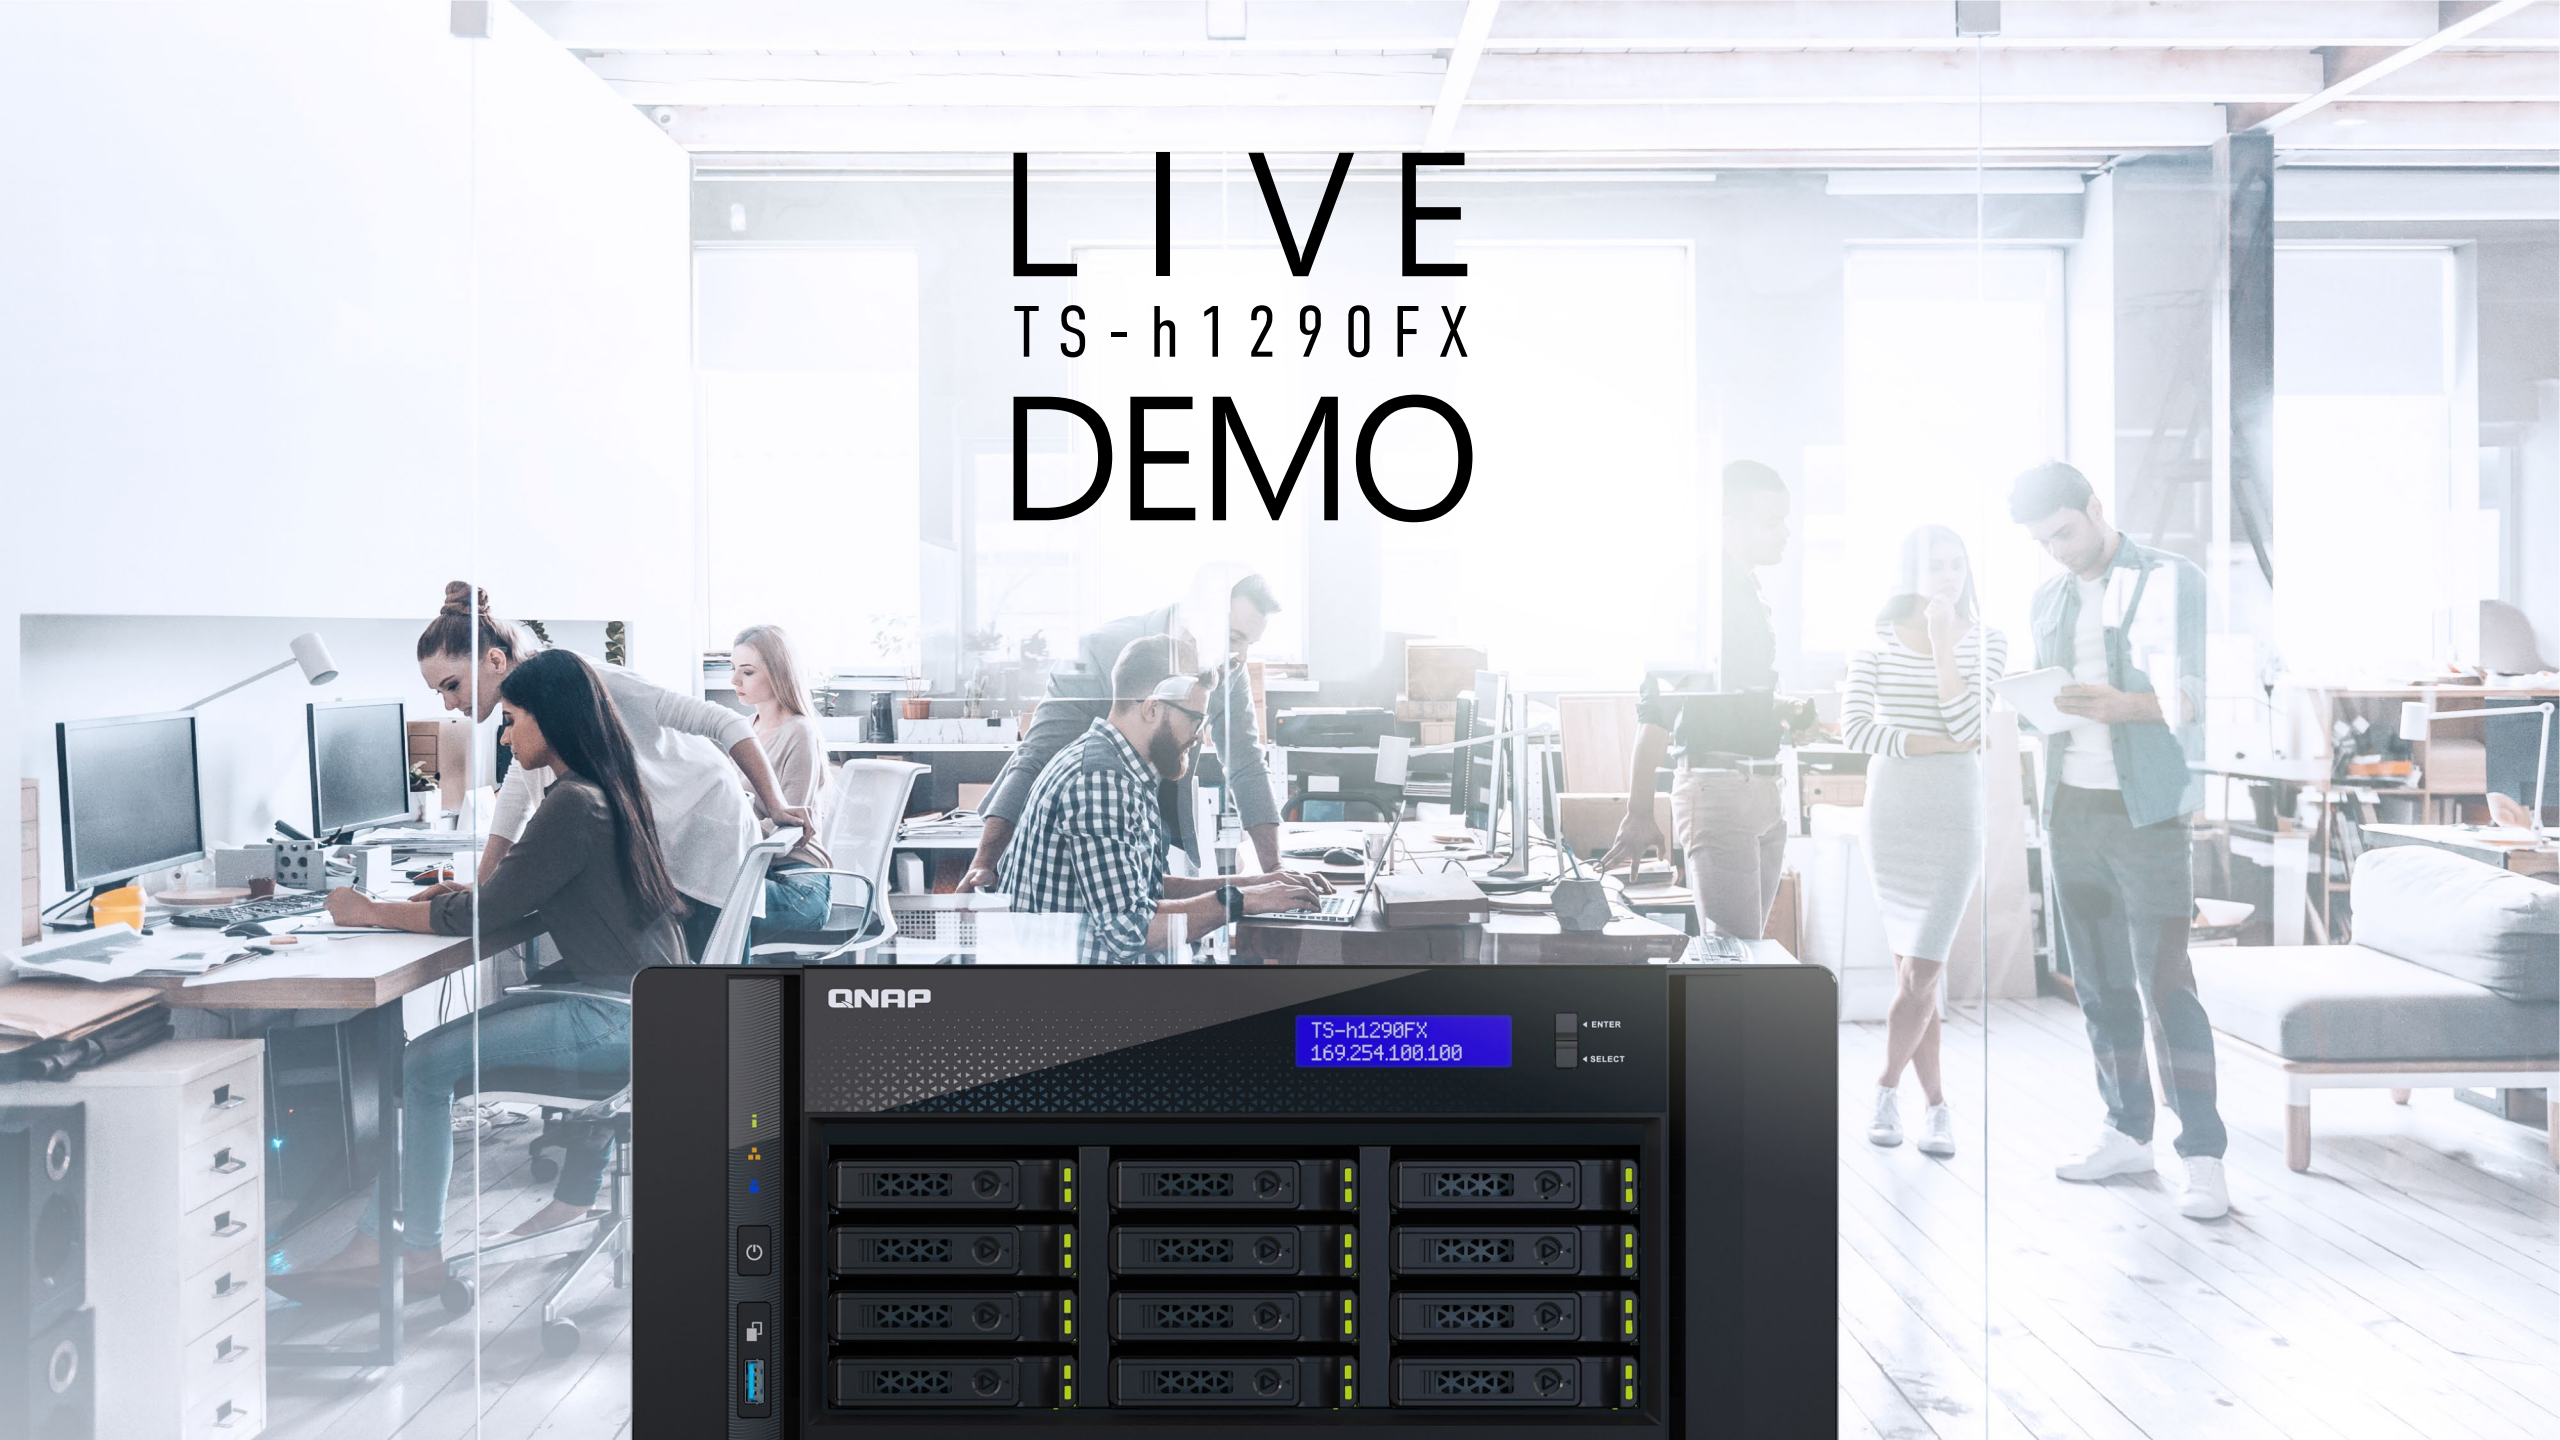 LIVE
TS-h1290FX
DEMO
QNAP
TS-h1290FX
169.254.100.100
ENTER
SELECT